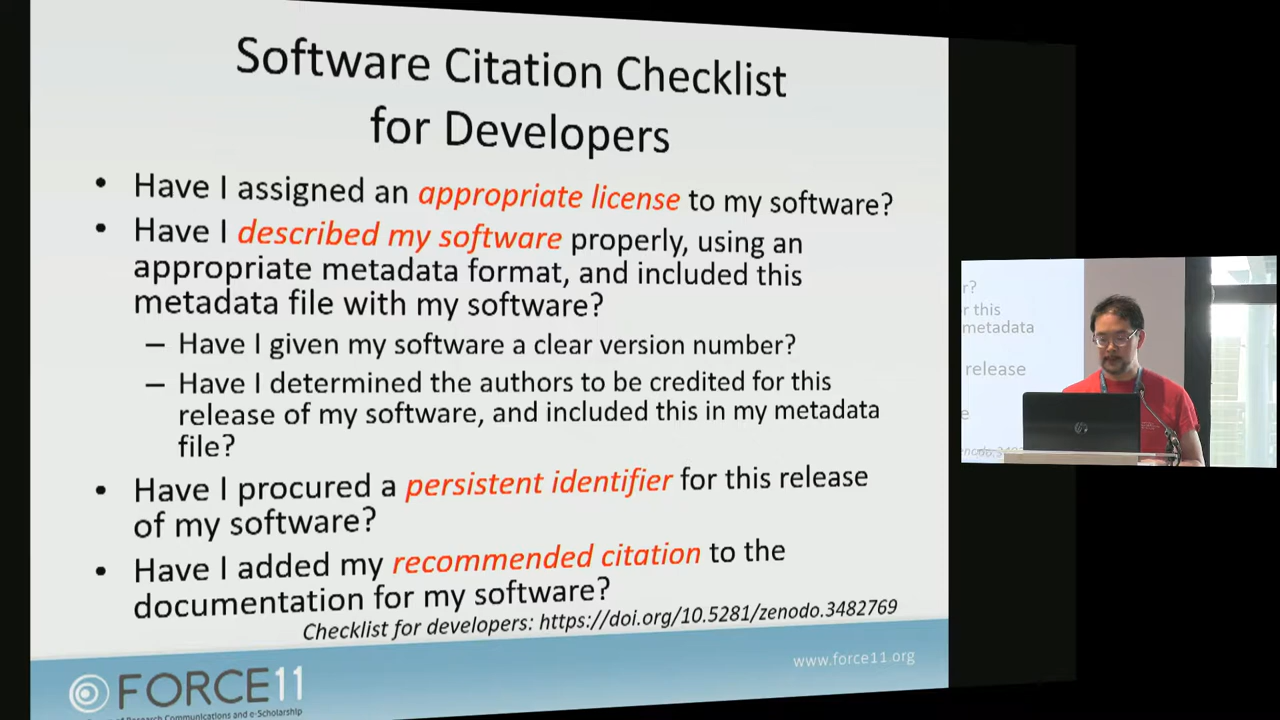 Software Citation Checklist
for Developers
• Have I assigned an appropriate license to my software?
• Have I described my software properly, using an
appropriate metadata format, and included this
metadata file with my software?
– Have I given my software a clear version number?
– Have I determined the authors to be credited for this
release of my software, and included this in my metadata
file?
• Have I procured a persistent identifier for this release
of my software?
• Have I added my recommended citation to the
documentation for my software?
Checklist for developers: https://doi.org/10.5281/zenodo.3482769
www.force11.org
FORCE11
Research Communications and e-Scholarship
r?
r this
metadata
release
e